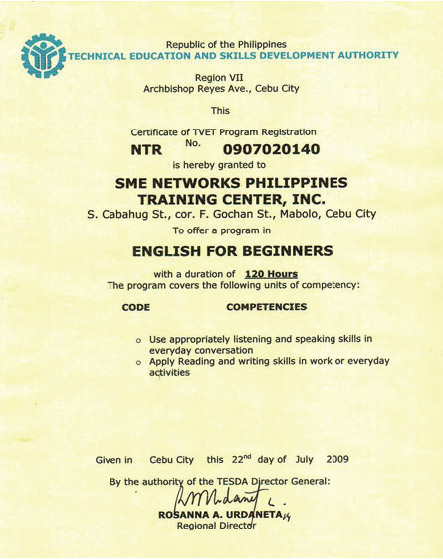 Republic of the Philippines
TECHNICAL EDUCATION AND SKILLS DEVELOPMENT AUTHORITY
Region VII
Archbishop Reyes Ave., Cebu City
This
Certificate of TVET Program Registration
NTR No. 0907020140
is hereby granted to
SME NETWORKS PHILIPPINES
TRAINING CENTER, INC.
S. Cabahug St., cor. F. Gochan St., Mabolo, Cebu City
To offer a program in
ENGLISH FOR BEGINNERS
with a duration of 120 Hours
The program covers the following units of competency:
CODE COMPETENCIES
o Use appropriately listening and speaking skills in
everyday conversation
o Apply Reading and writing skills in work or everyday
activities
Given in Cebu City this 22nd day of July 2009
By the authority of the TESDA Director General:
ROSANNA A. URDANETA
Regional Director